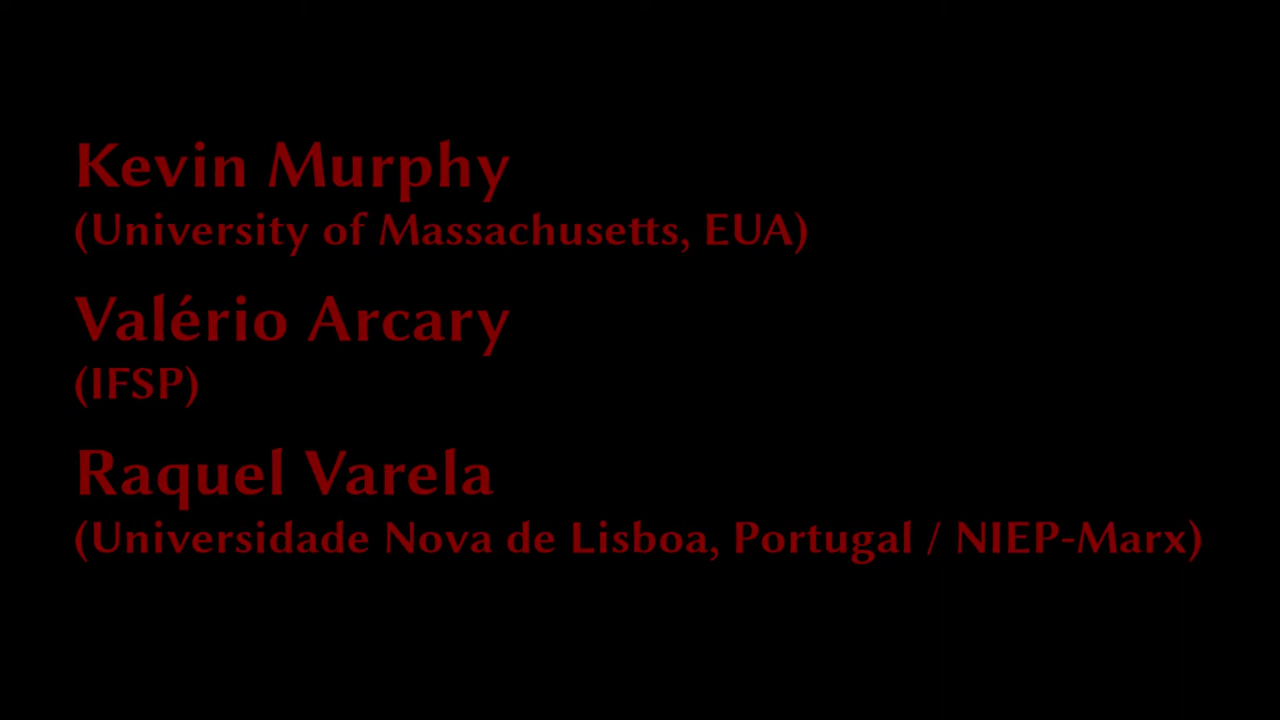 Kevin Murphy
(University of Massachusetts, EUA)
Valério Arcary
(IFSP)
Raquel Varela
(Universidade Nova de Lisboa, Portugal / NIEP-Marx)